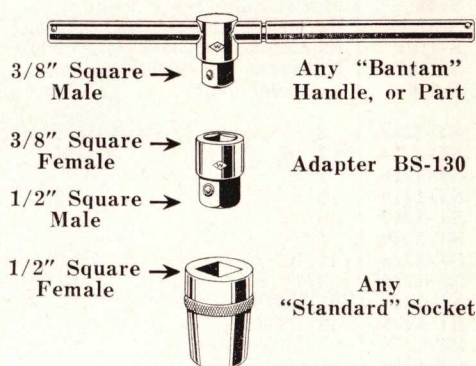 3/8" Square Male
Any "Bantam" Handle, or Part
3/8" Square Female
Adapter BS-130
1/2" Square Male
1/2" Square Female
Any "Standard" Socket
W
W